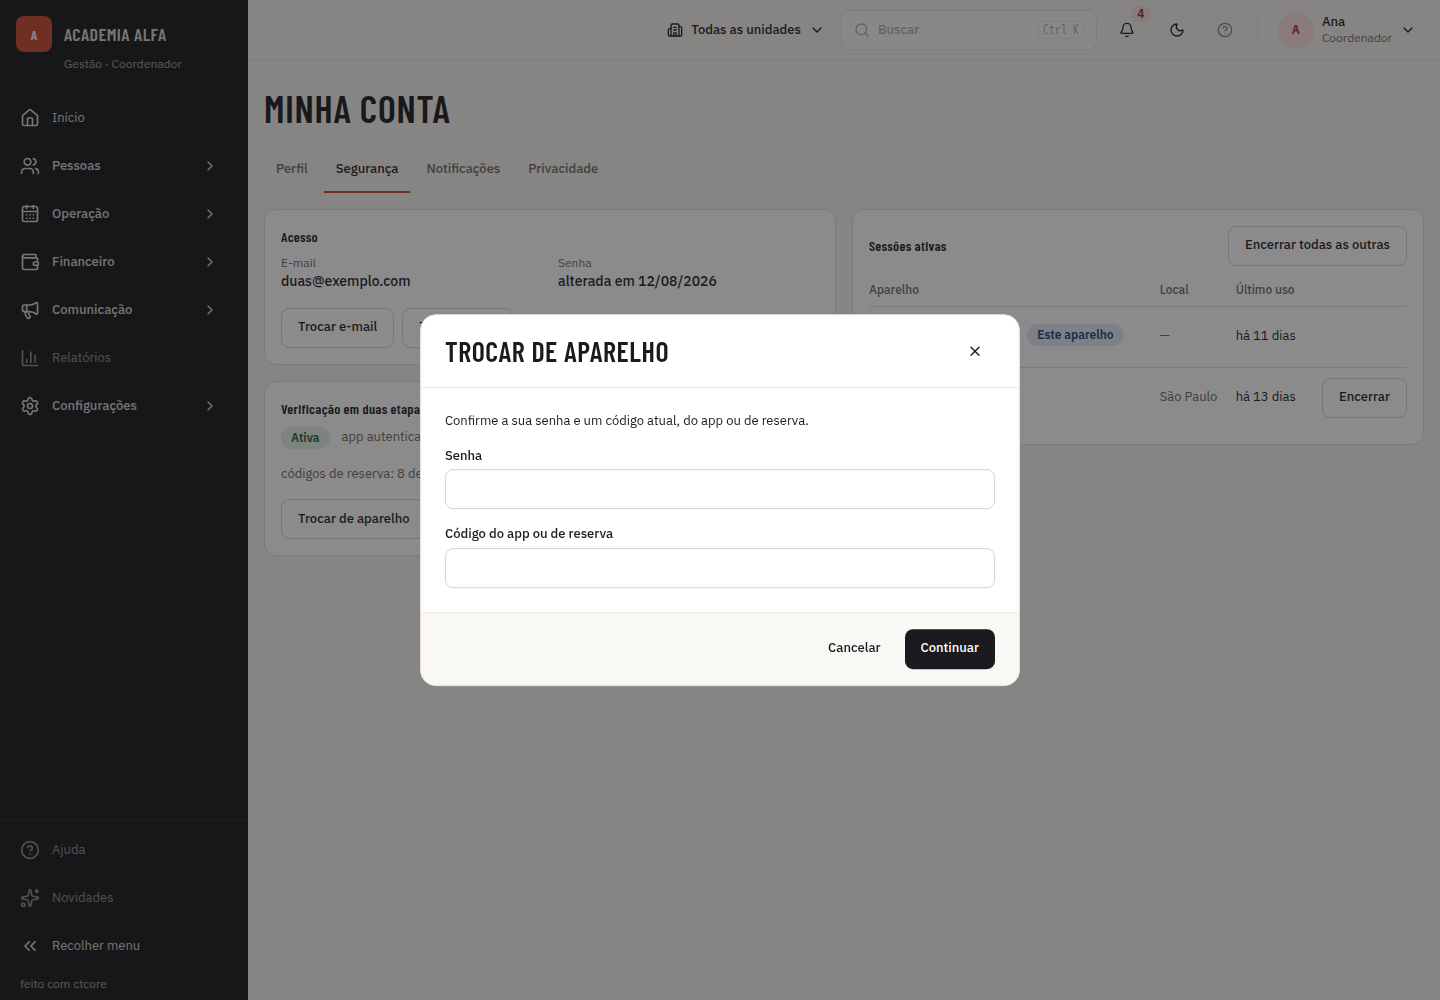 A
ACADEMIA ALFA
Gestão · Coordenador
Início
Pessoas
Operação
Financeiro
Comunicação
Relatórios
Configurações
Ajuda
Novidades
Recolher menu
feito com ctcore
Todas as unidades
Buscar
Ctrl K
4
A
Ana
Coordenador
MINHA CONTA
Perfil
Segurança
Notificações
Privacidade
Acesso
E-mail
Senha
duas@exemplo.com
alterada em 12/08/2026
Trocar e-mail
Verificação em duas etapa
Ativa
app autentica
códigos de reserva: 8 de
Trocar de aparelho
Sessões ativas
Encerrar todas as outras
Aparelho
Local
Último uso
Este aparelho
—
há 11 dias
São Paulo
há 13 dias
Encerrar
TROCAR DE APARELHO
Confirme a sua senha e um código atual, do app ou de reserva.
Senha
Código do app ou de reserva
Cancelar
Continuar